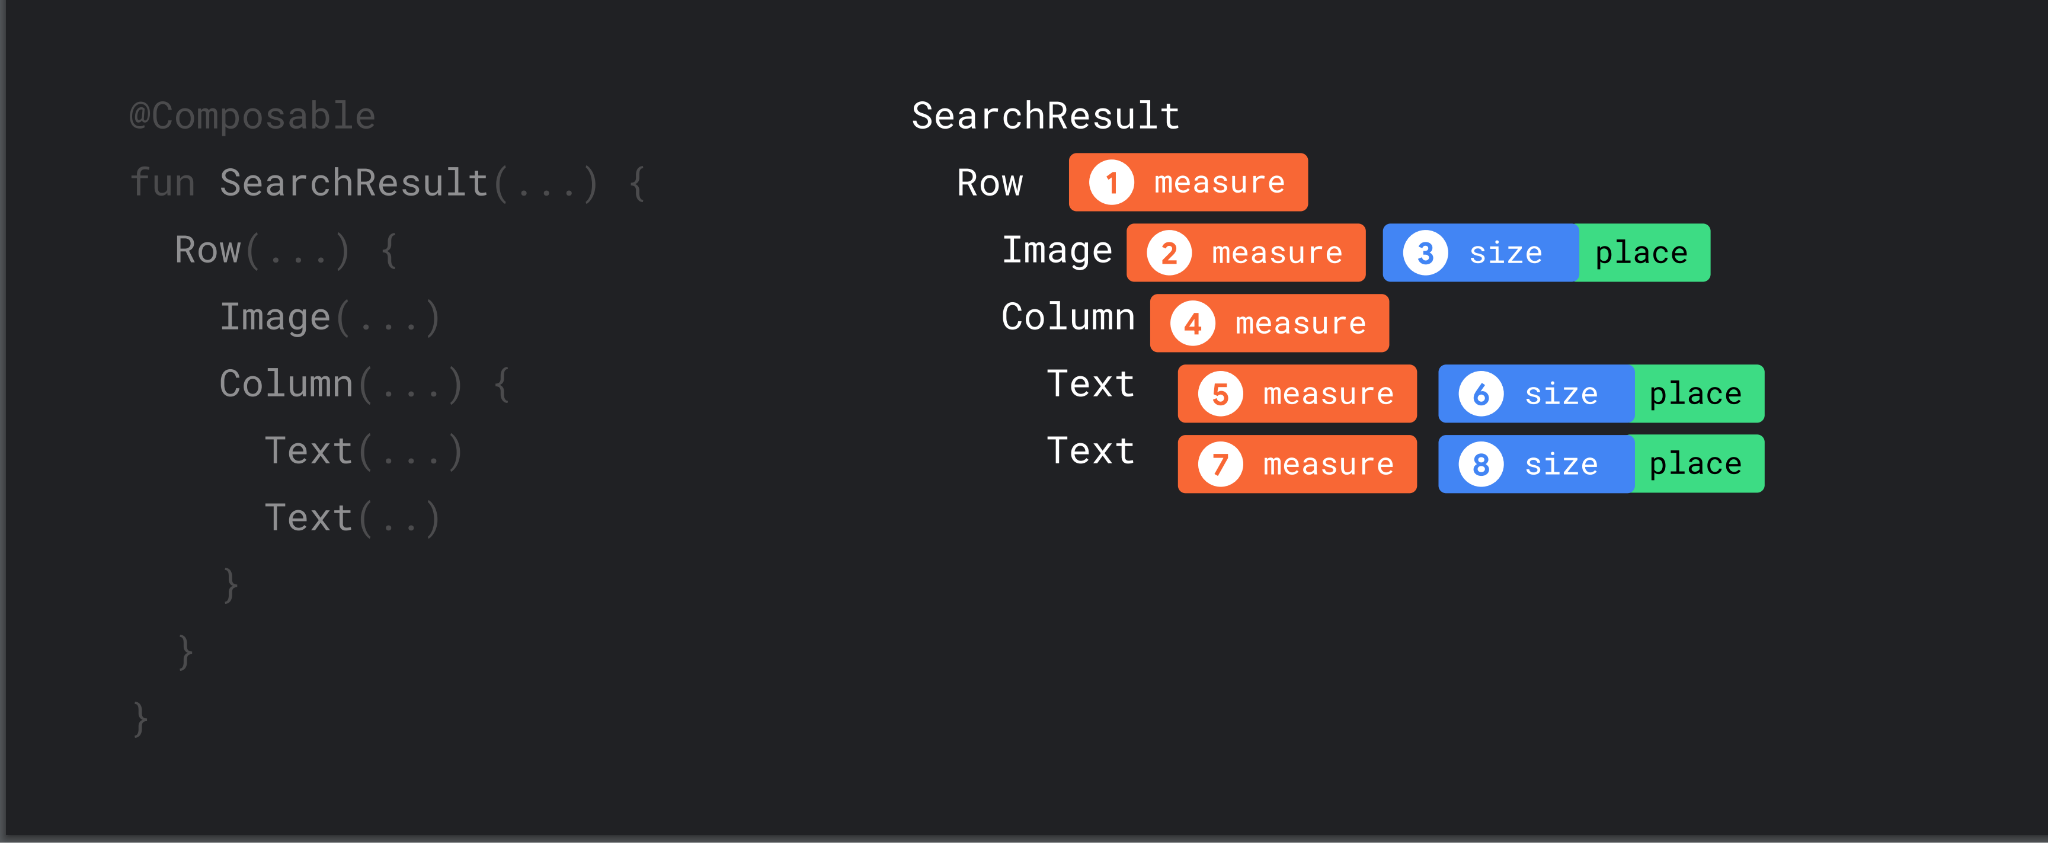 @Composable
fun SearchResult(...) {
Row(...) {
Image(...)
Column(...) {
Text(...)
Text(..)
}
}
}
SearchResult
Row 1 measure
Image 2 measure 3 size place
Column 4 measure
Text 5 measure 6 size place
Text 7 measure 8 size place